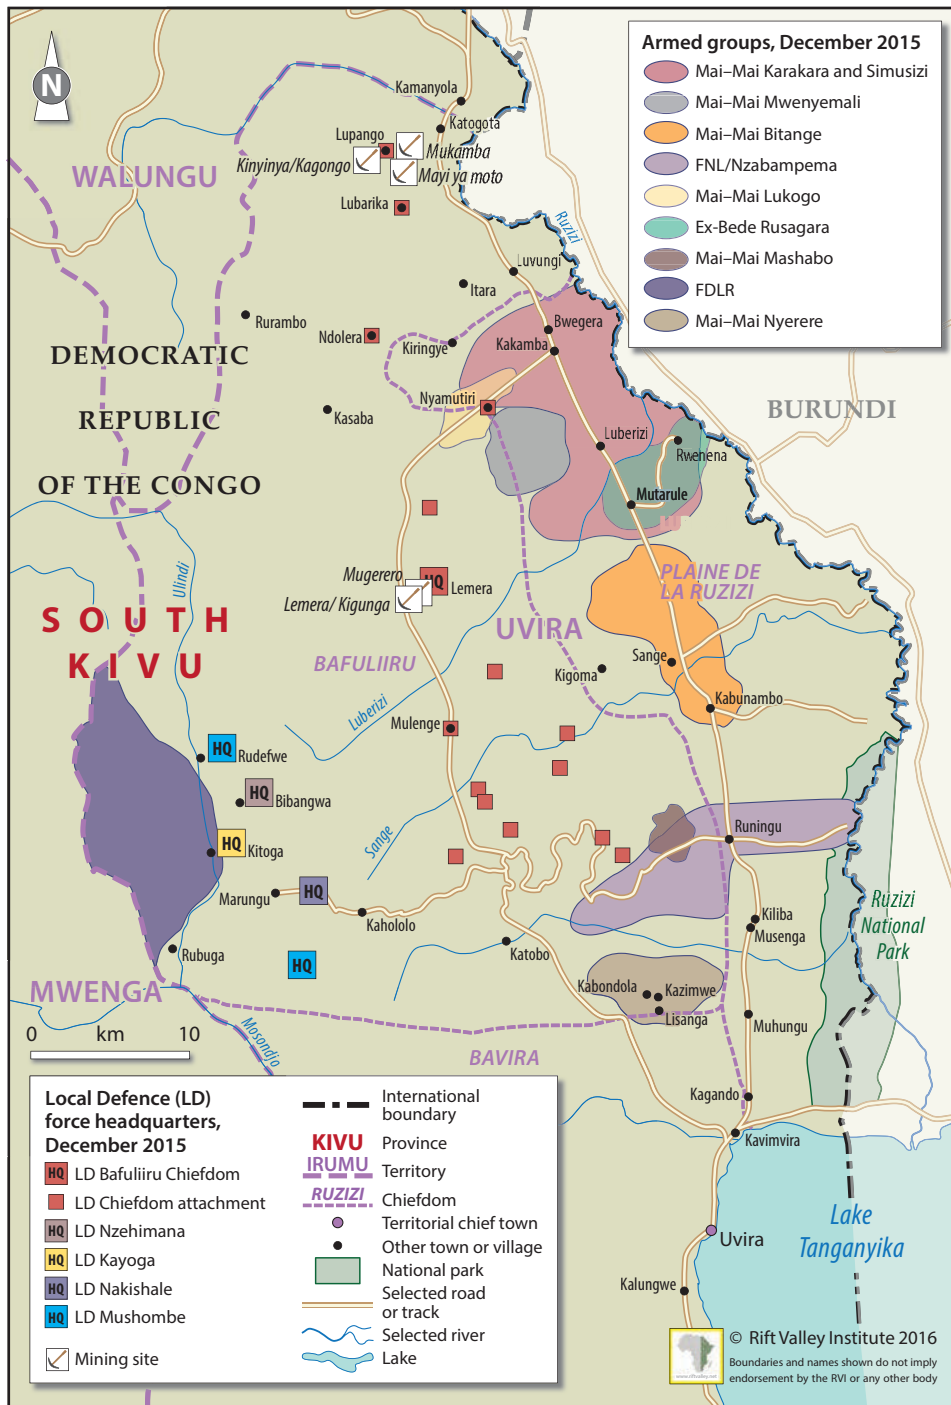 N
Armed groups, December 2015
Mai–Mai Karakara and Simusizi
Mai–Mai Mwenyemali
Mai–Mai Bitange
FNL/Nzabampema
Mai–Mai Lukogo
Ex-Bede Rusagara
Mai–Mai Mashabo
FDLR
Mai–Mai Nyerere
Kamanyola
Katogota
Lupango
Mukamba
Kinyinya/Kagongo
Mayi ya moto
WALUNGU
Lubarika
Ruzizi
Luvungi
Itara
Rurambo
Bwegera
Ndolera
Kiringye
Kakamba
DEMOCRATIC
REPUBLIC
OF THE CONGO
BURUNDI
Nyamutiri
Kasaba
Luberizi
Rwenena
Mutarule
Ulindi
Mugerero
HQ
Lemera
Lemera/ Kigunga
PLAINE DE
LA RUZIZI
SOUTH
KIVU
UVIRA
BAFULIIRU
Sange
Kigoma
Luberizi
Kabunambo
Mulenge
HQ
Rudefwe
HQ
Bibangwa
Sange
Runingu
HQ
Kitoga
Marungu
HQ
Kahololo
Ruzizi
National
Park
Kiliba
Musenga
Rubuga
Katobo
HQ
MWENGA
Kabondola
Kazimwe
Lisanga
Muhungu
0 km 10
Mosondjo
BAVIRA
Kagando
Kavimvira
Lake
Tanganyika
Uvira
Kalungwe
Local Defence (LD)
force headquarters,
December 2015
HQ LD Bafuliiru Chiefdom
LD Chiefdom attachment
HQ LD Nzehimana
HQ LD Kayoga
HQ LD Nakishale
HQ LD Mushombe
Mining site
International
boundary
KIVU Province
IRUMU Territory
RUZIZI Chiefdom
Territorial chief town
Other town or village
National park
Selected road
or track
Selected river
Lake
www.riftvalley.net
© Rift Valley Institute 2016
Boundaries and names shown do not imply
endorsement by the RVI or any other body